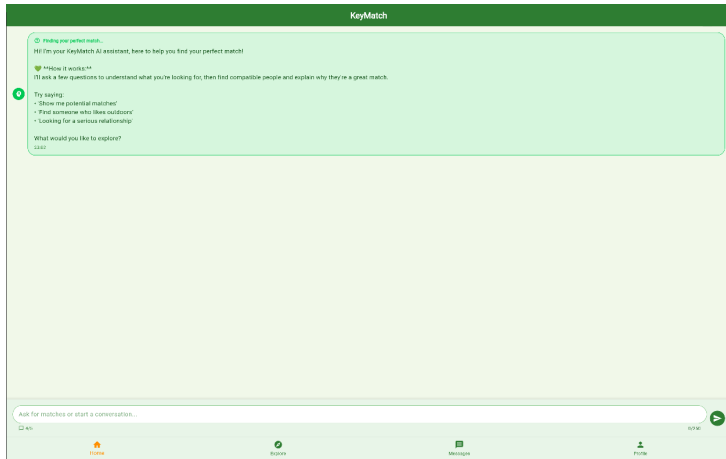 KeyMatch
Finding your perfect match...
Hi! I'm your KeyMatch AI assistant, here to help you find your perfect match!
💚 **How it works:**
I'll ask a few questions to understand what you're looking for, then find compatible people and explain why they're a great match.
Try saying:
• 'Show me potential matches'
• 'Find someone who likes outdoors'
• 'Looking for a serious relationship'
What would you like to explore?
Ask for matches or start a conversation...
0/250
Home
Explore
Messages
Profile